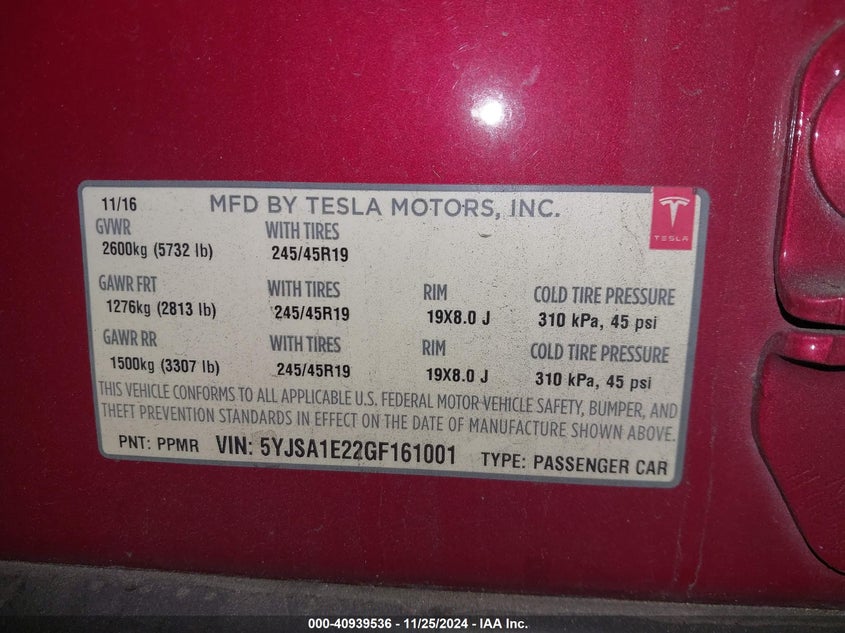 11/16 MFD BY TESLA MOTORS, INC.
TESLA
GVWR WITH TIRES
2600kg (5732 lb) 245/45R19
GAWR FRT WITH TIRES RIM COLD TIRE PRESSURE
1276kg (2813 lb) 245/45R19 19X8.0 J 310 kPa, 45 psi
GAWR RR WITH TIRES RIM COLD TIRE PRESSURE
1500kg (3307 lb) 245/45R19 19X8.0 J 310 kPa, 45 psi
THIS VEHICLE CONFORMS TO ALL APPLICABLE U.S. FEDERAL MOTOR VEHICLE SAFETY, BUMPER, AND
THEFT PREVENTION STANDARDS IN EFFECT ON THE DATE OF MANUFACTURE SHOWN ABOVE.
PNT: PPMR VIN: 5YJSA1E22GF161001 TYPE: PASSENGER CAR
000-40939536 - 11/25/2024 - IAA Inc.